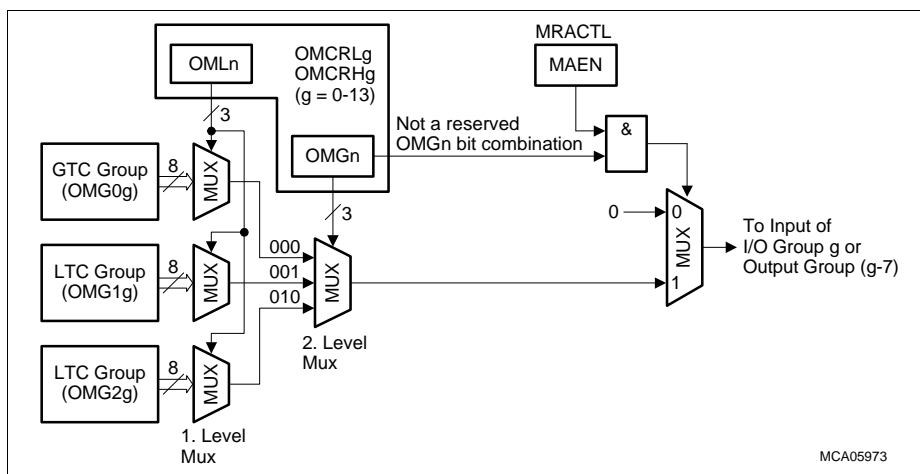 OMLn
OMCRLg
OMCRHg
(g = 0-13)
MRACTL
MAEN
3
Not a reserved
OMGn bit combination
&
OMGn
GTC Group
(OMG0g)
8
MUX
3
0
0
MUX
To Input of
I/O Group g or
Output Group (g-7)
000
LTC Group
(OMG1g)
8
MUX
001
MUX
1
010
2. Level
Mux
LTC Group
(OMG2g)
8
MUX
1. Level
Mux
MCA05973